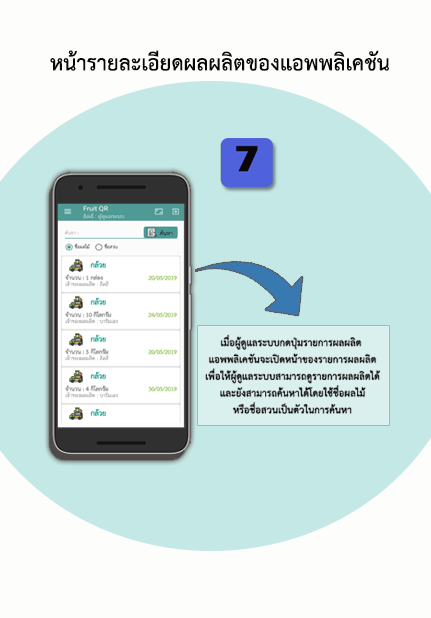 หน้ารายละเอียดผลผลิตของแอพพลิเคชัน
7
Fruit QR
ลิลลี่ : ผู้ดูแลระบบ
ค้นหา :
ค้นหา
ชื่อผลไม้
ชื่อสวน
กล้วย
จำนวน : 1 กล่อง
20/05/2019
เจ้าของผลผลิต : ลิลลี่
กล้วย
จำนวน : 10 กิโลกรัม
24/05/2019
เจ้าของผลผลิต : บาร์มีเอง
กล้วย
จำนวน : 5 กิโลกรัม
20/05/2019
เจ้าของผลผลิต : ลิลลี่
กล้วย
จำนวน : 4 กิโลกรัม
30/05/2019
เจ้าของผลผลิต : บาร์มีเอง
กล้วย
เมื่อผู้ดูแลระบบกดปุ่มรายการผลผลิต
แอพพลิเคชันจะเปิดหน้าของรายการผลผลิต
เพื่อให้ผู้ดูแลระบบสามารถดูรายการผลผลิตได้
และยังสามารถค้นหาได้โดยใช้ชื่อผลไม้
หรือชื่อสวนเป็นตัวในการค้นหา